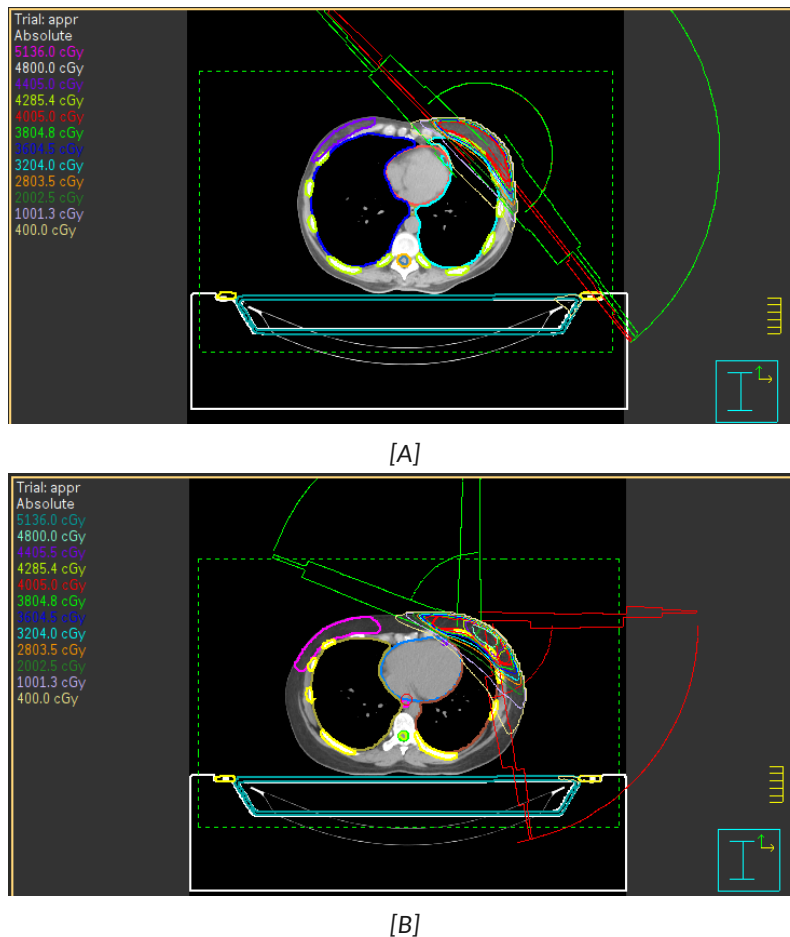 Trial: appr
Absolute
5136.0 cGy
4800.0 cGy
4405.0 cGy
4285.4 cGy
4005.0 cGy
3804.8 cGy
3604.5 cGy
3204.0 cGy
2803.5 cGy
2002.5 cGy
1001.3 cGy
400.0 cGy
[A]
Trial: appr
Absolute
5136.0 cGy
4800.0 cGy
4405.5 cGy
4285.4 cGy
4005.0 cGy
3804.8 cGy
3604.5 cGy
3204.0 cGy
2803.5 cGy
2002.5 cGy
1001.3 cGy
400.0 cGy
[B]